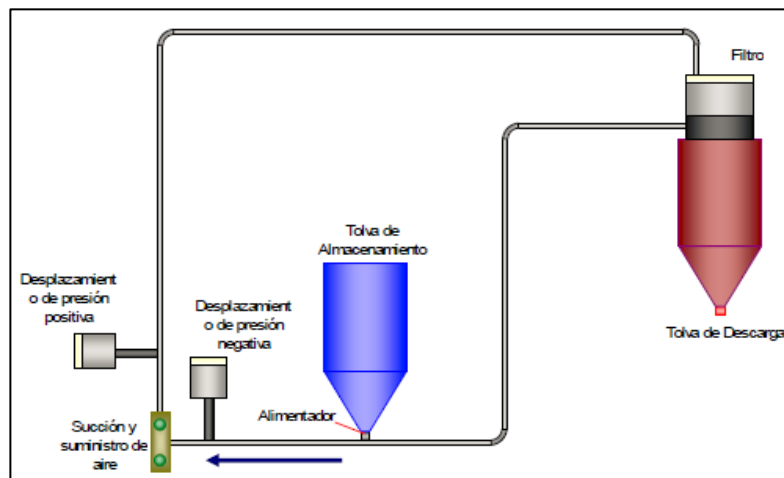 Filtro
Tolva de
Almacenamiento
Desplazamient
o de presión
positiva
Desplazamient
o de presión
negativa
Tolva de Descarga
Alimentador
Succión y
suministro de
aire